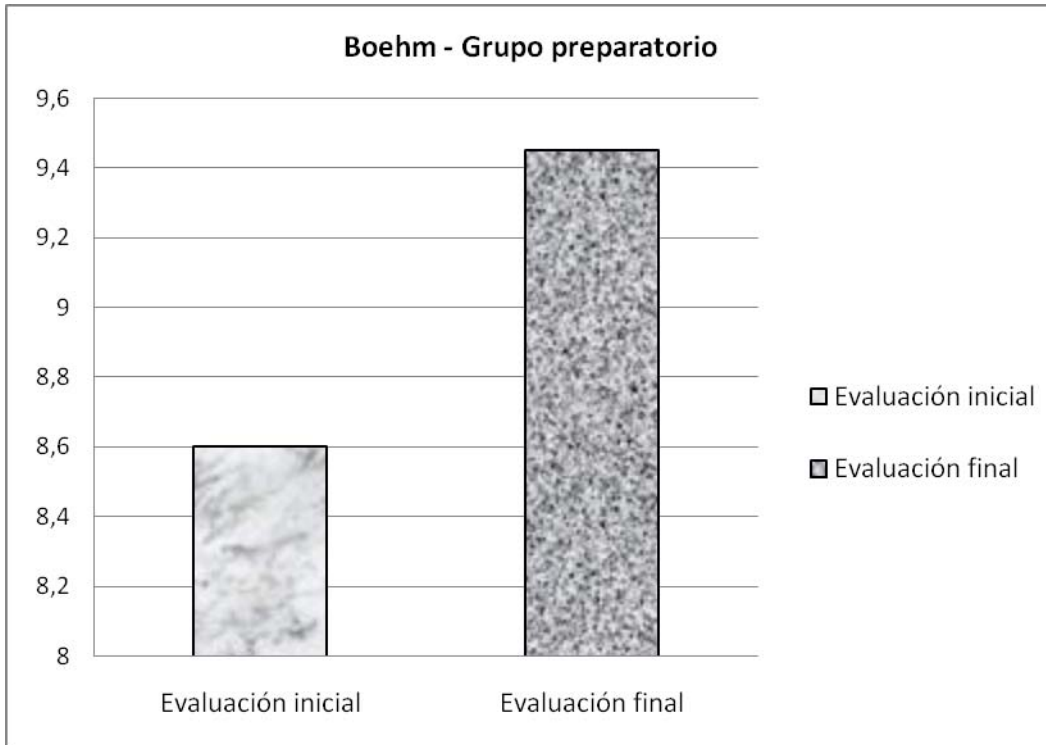 Boehm - Grupo preparatorio
9,6
9,4
9,2
9
8,8
8,6
8,4
8,2
8
Evaluación inicial
Evaluación final
Evaluación inicial
Evaluación final